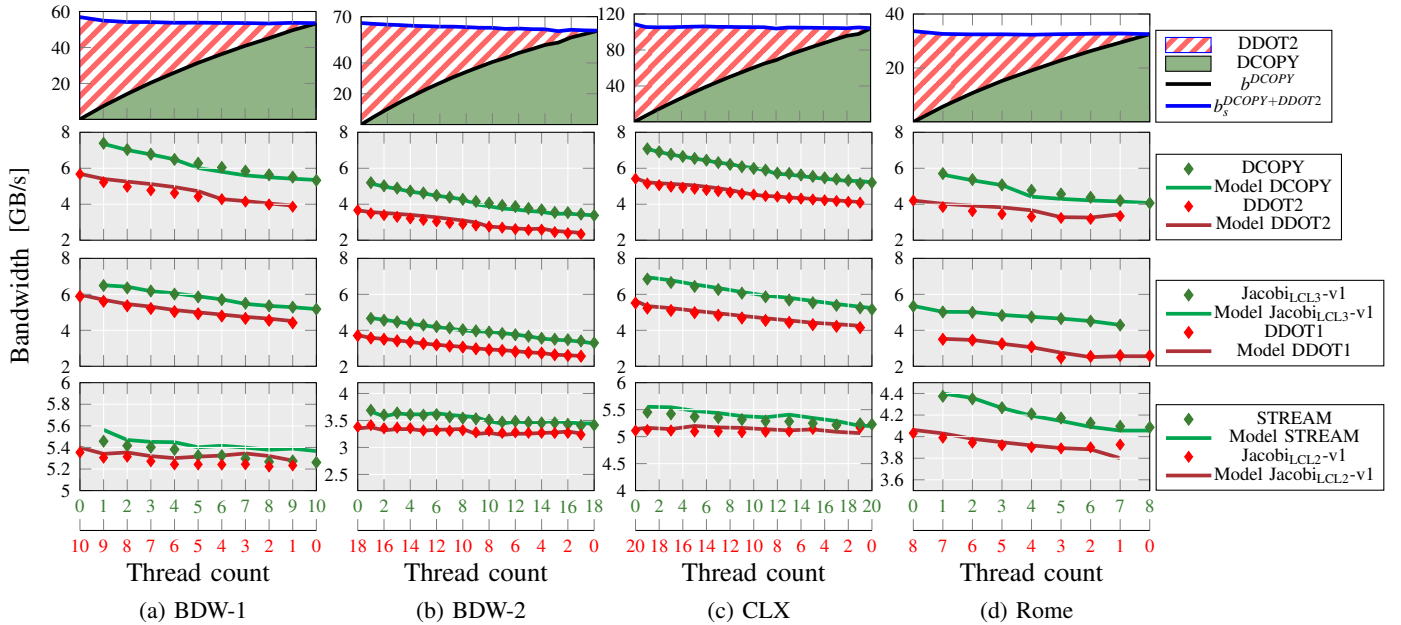 Bandwidth [GB/s]
60
40
20
70
40
20
120
80
40
0
40
20
0
DDOT2
DCOPY
b^DCOPY
b_s^DCOPY+DDOT2
8
6
4
2
8
6
4
2
8
6
4
2
8
6
4
2
DCOPY
Model DCOPY
DDOT2
Model DDOT2
8
6
4
2
8
6
4
2
8
6
4
2
8
6
4
2
Jacobi_LCL3-v1
Model Jacobi_LCL3-v1
DDOT1
Model DDOT1
6
5.8
5.6
5.4
5.2
5
4
3.5
3
2.5
6
5.5
5
4.5
4
4.4
4.2
4
3.8
3.6
STREAM
Model STREAM
Jacobi_LCL2-v1
Model Jacobi_LCL2-v1
0 1 2 3 4 5 6 7 8 9 10
0 2 4 6 8 10 12 14 16 18
0 2 4 6 8 10 12 14 16 18 20
0 1 2 3 4 5 6 7 8
10 9 8 7 6 5 4 3 2 1 0
18 16 14 12 10 8 6 4 2 0
20 18 16 14 12 10 8 6 4 2 0
8 7 6 5 4 3 2 1 0
Thread count
Thread count
Thread count
Thread count
(a) BDW-1
(b) BDW-2
(c) CLX
(d) Rome